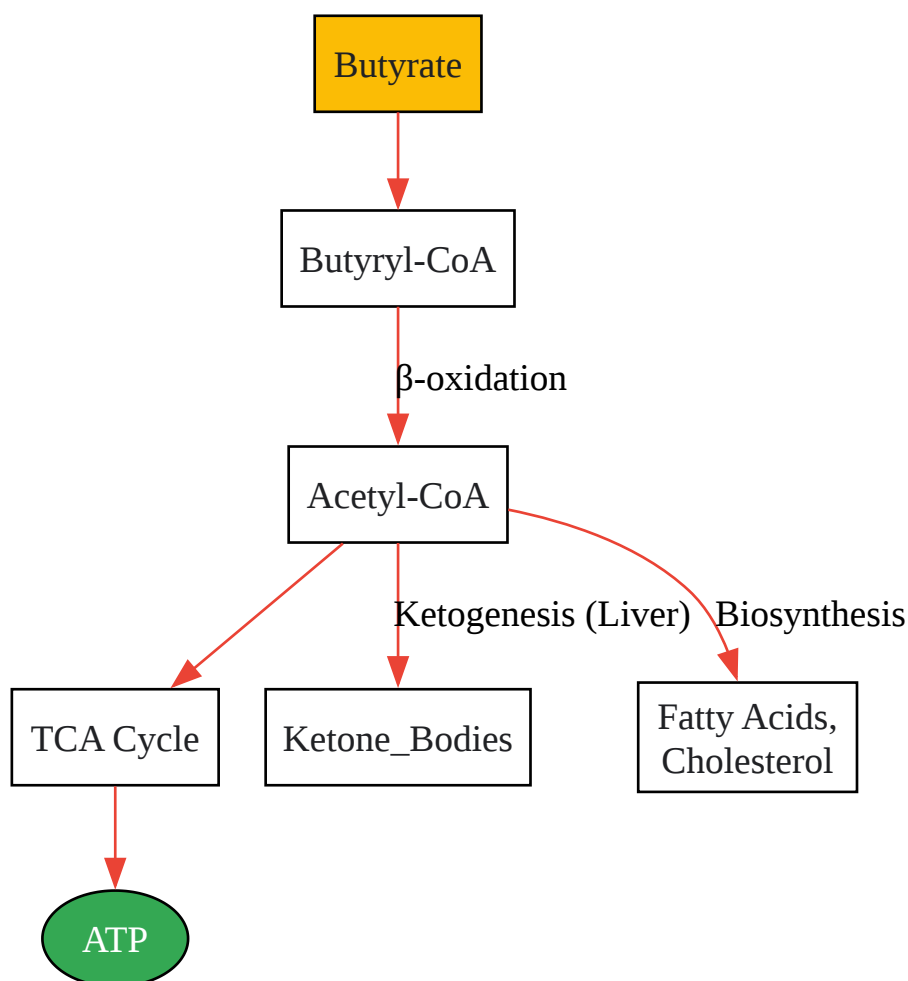 Butyrate
Butyryl-CoA
β-oxidation
Acetyl-CoA
Ketogenesis (Liver)
Biosynthesis
TCA Cycle
Ketone_Bodies
Fatty Acids,
Cholesterol
ATP